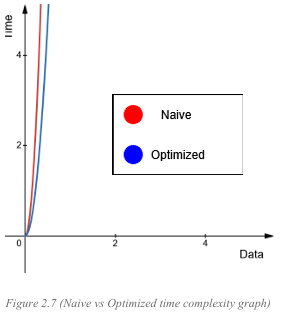 Time
4
Naive
Optimized
2
0
2
4
Data
Figure 2.7 (Naive vs Optimized time complexity graph)